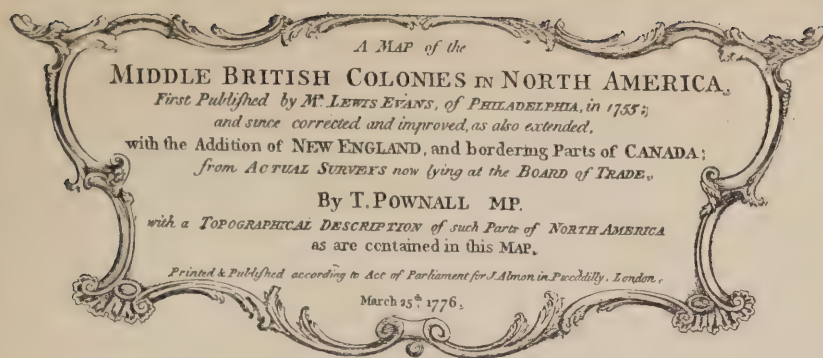 A MAP of the
MIDDLE BRITISH COLONIES IN NORTH AMERICA.
First Publiſhed by Mr. LEWIS EVANS, of PHILADELPHIA, in 1755;
and since corrected and improved, as also extended,
with the Addition of NEW ENGLAND, and bordering Parts of CANADA;
from ACTUAL SURVEYS now lying at the BOARD of TRADE.
By T. POWNALL MP.
with a TOPOGRAPHICAL DESCRIPTION of such Parts of NORTH AMERICA
as are contained in this MAP.
Printed & Publiſhed according to Act of Parliament for J. Almon in Piccadilly, London,
March 25th. 1776.